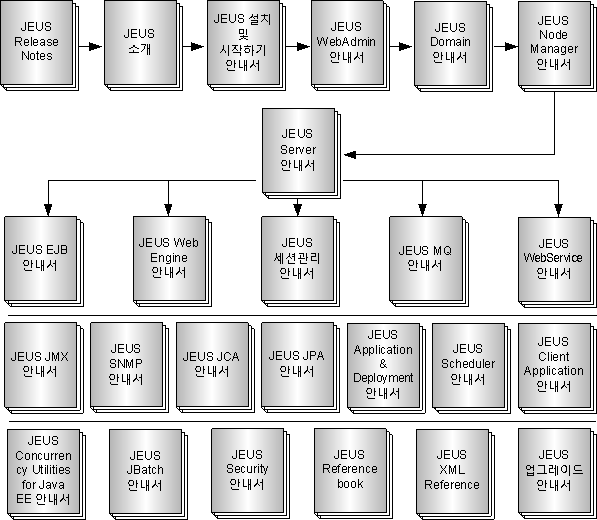 JEUS
Release
Notes
JEUS
소개
JEUS 설치
및
시작하기
안내서
JEUS
WebAdmin
안내서
JEUS
Domain
안내서
JEUS
Node
Manager
안내서
JEUS
Server
안내서
JEUS EJB
안내서
JEUS Web
Engine
안내서
JEUS
세션관리
안내서
JEUS MQ
안내서
JEUS
WebService
안내서
JEUS JMX
안내서
JEUS
SNMP
안내서
JEUS JCA
안내서
JEUS JPA
안내서
JEUS
Application
&
Deployment
안내서
JEUS
Scheduler
안내서
JEUS
Client
Application
안내서
JEUS
Concurren
cy Utilities
for Java
EE 안내서
JEUS
JBatch
안내서
JEUS
Security
안내서
JEUS
Reference
book
JEUS
XML
Reference
JEUS
업그레이드
안내서